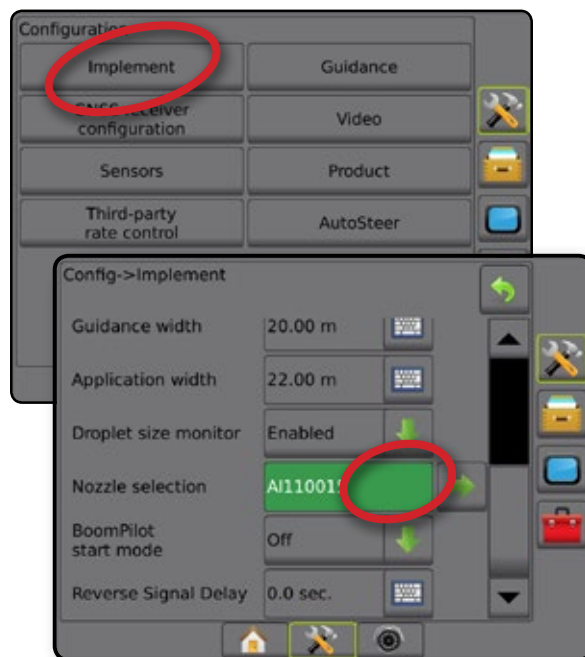 Configuration
Implement
Guidance
GNSS receiver
configuration
Video
Sensors
Product
Third-party
rate control
AutoSteer
Config->Implement
Guidance width
20.00 m
Application width
22.00 m
Droplet size monitor
Enabled
Nozzle selection
AI110015
BoomPilot
start mode
Off
Reverse Signal Delay
0.0 sec.